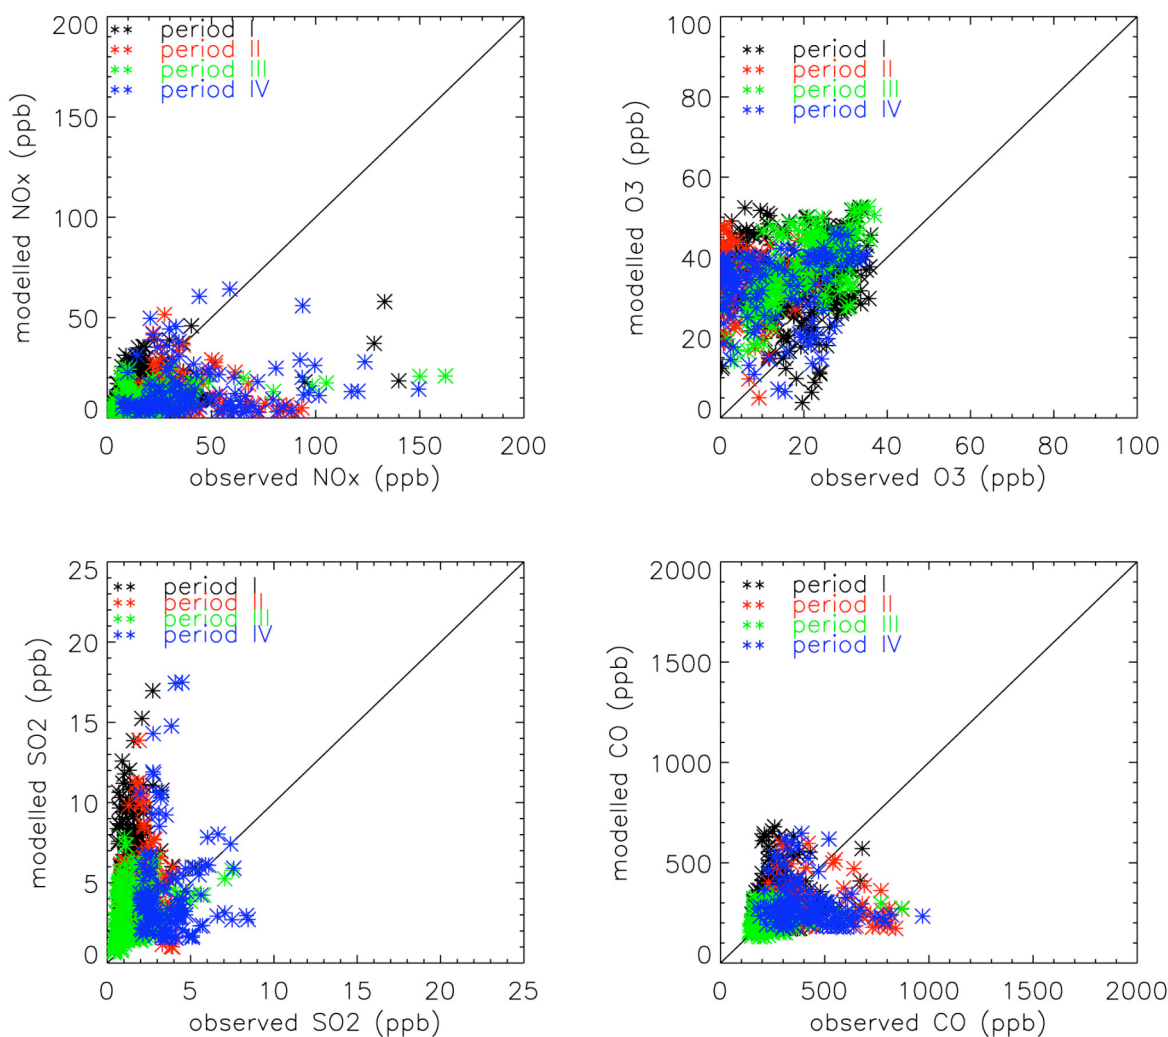 200
** period I
** period II
** period III
** period IV
150
100
50
0
modelled NOx (ppb)
0 50 100 150 200
observed NOx (ppb)
100
** period I
** period II
** period III
** period IV
80
60
40
20
0
modelled O3 (ppb)
0 20 40 60 80 100
observed O3 (ppb)
25
** period I
** period II
** period III
** period IV
20
15
10
5
0
modelled SO2 (ppb)
0 5 10 15 20 25
observed SO2 (ppb)
2000
** period I
** period II
** period III
** period IV
1500
1000
500
0
modelled CO (ppb)
0 500 1000 1500 2000
observed CO (ppb)